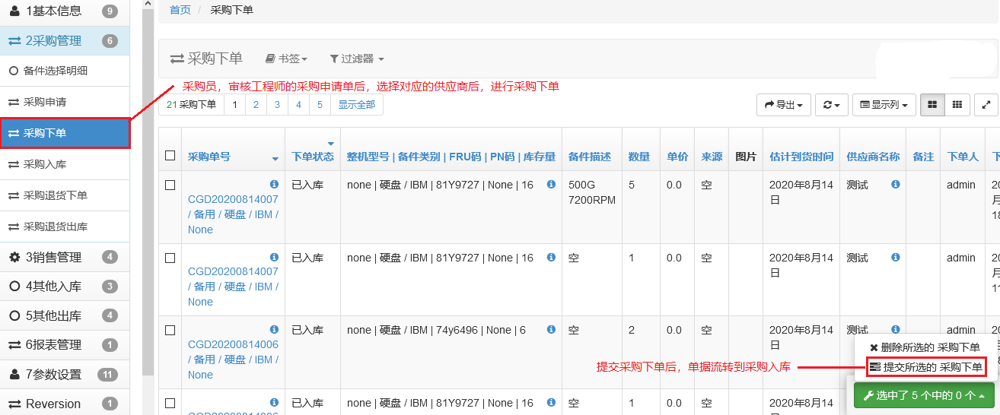 1基本信息 9
2采购管理 6
备件选择明细
采购申请
采购下单
采购入库
采购退货下单
采购退货出库
3销售管理 4
4其他入库 3
5其他出库 4
6报表管理 1
7参数设置 11
Reversion 1
首页 / 采购下单
采购下单 书签 过滤器
采购员，审核工程师的采购申请单后，选择对应的供应商后，进行采购下单
21 采购下单 1 2 3 4 5 显示全部
导出 显示列
采购单号 下单状态 整机型号 | 备件类别 | FRU码 | PN码 | 库存量 备件描述 数量 单价 来源 图片 估计到货时间 供应商名称 备注 下单人 下
已入库 none | 硬盘 / IBM | 81Y9727 | None | 16 500G 5 0.0 空 2020年8月14 测试 admin 20
CGD20200814007 7200RPM 日 月
/ 备用 / 硬盘 / IBM / 18
None
已入库 none | 硬盘 / IBM | 81Y9727 | None | 16 空 1 0.0 空 2020年8月14 测试 admin 20
CGD20200814007 日 月
/ 备用 / 硬盘 / IBM / 11
None
已入库 none | 硬盘 / IBM | 74y6496 | None | 6 空 2 0.0 空 2020年8月14 测试 admin 20
CGD20200814006 日
/ 备用 / 硬盘 / IBM /
None
删除所选的 采购下单
提交采购下单后，单据流转到采购入库 提交所选的 采购下单
选中了 5 个中的 0 个
已入库 none | 硬盘 / IBM | 81Y9727 | None | 16 空 1 0.0 空 2020年8月14
CGD20200814006